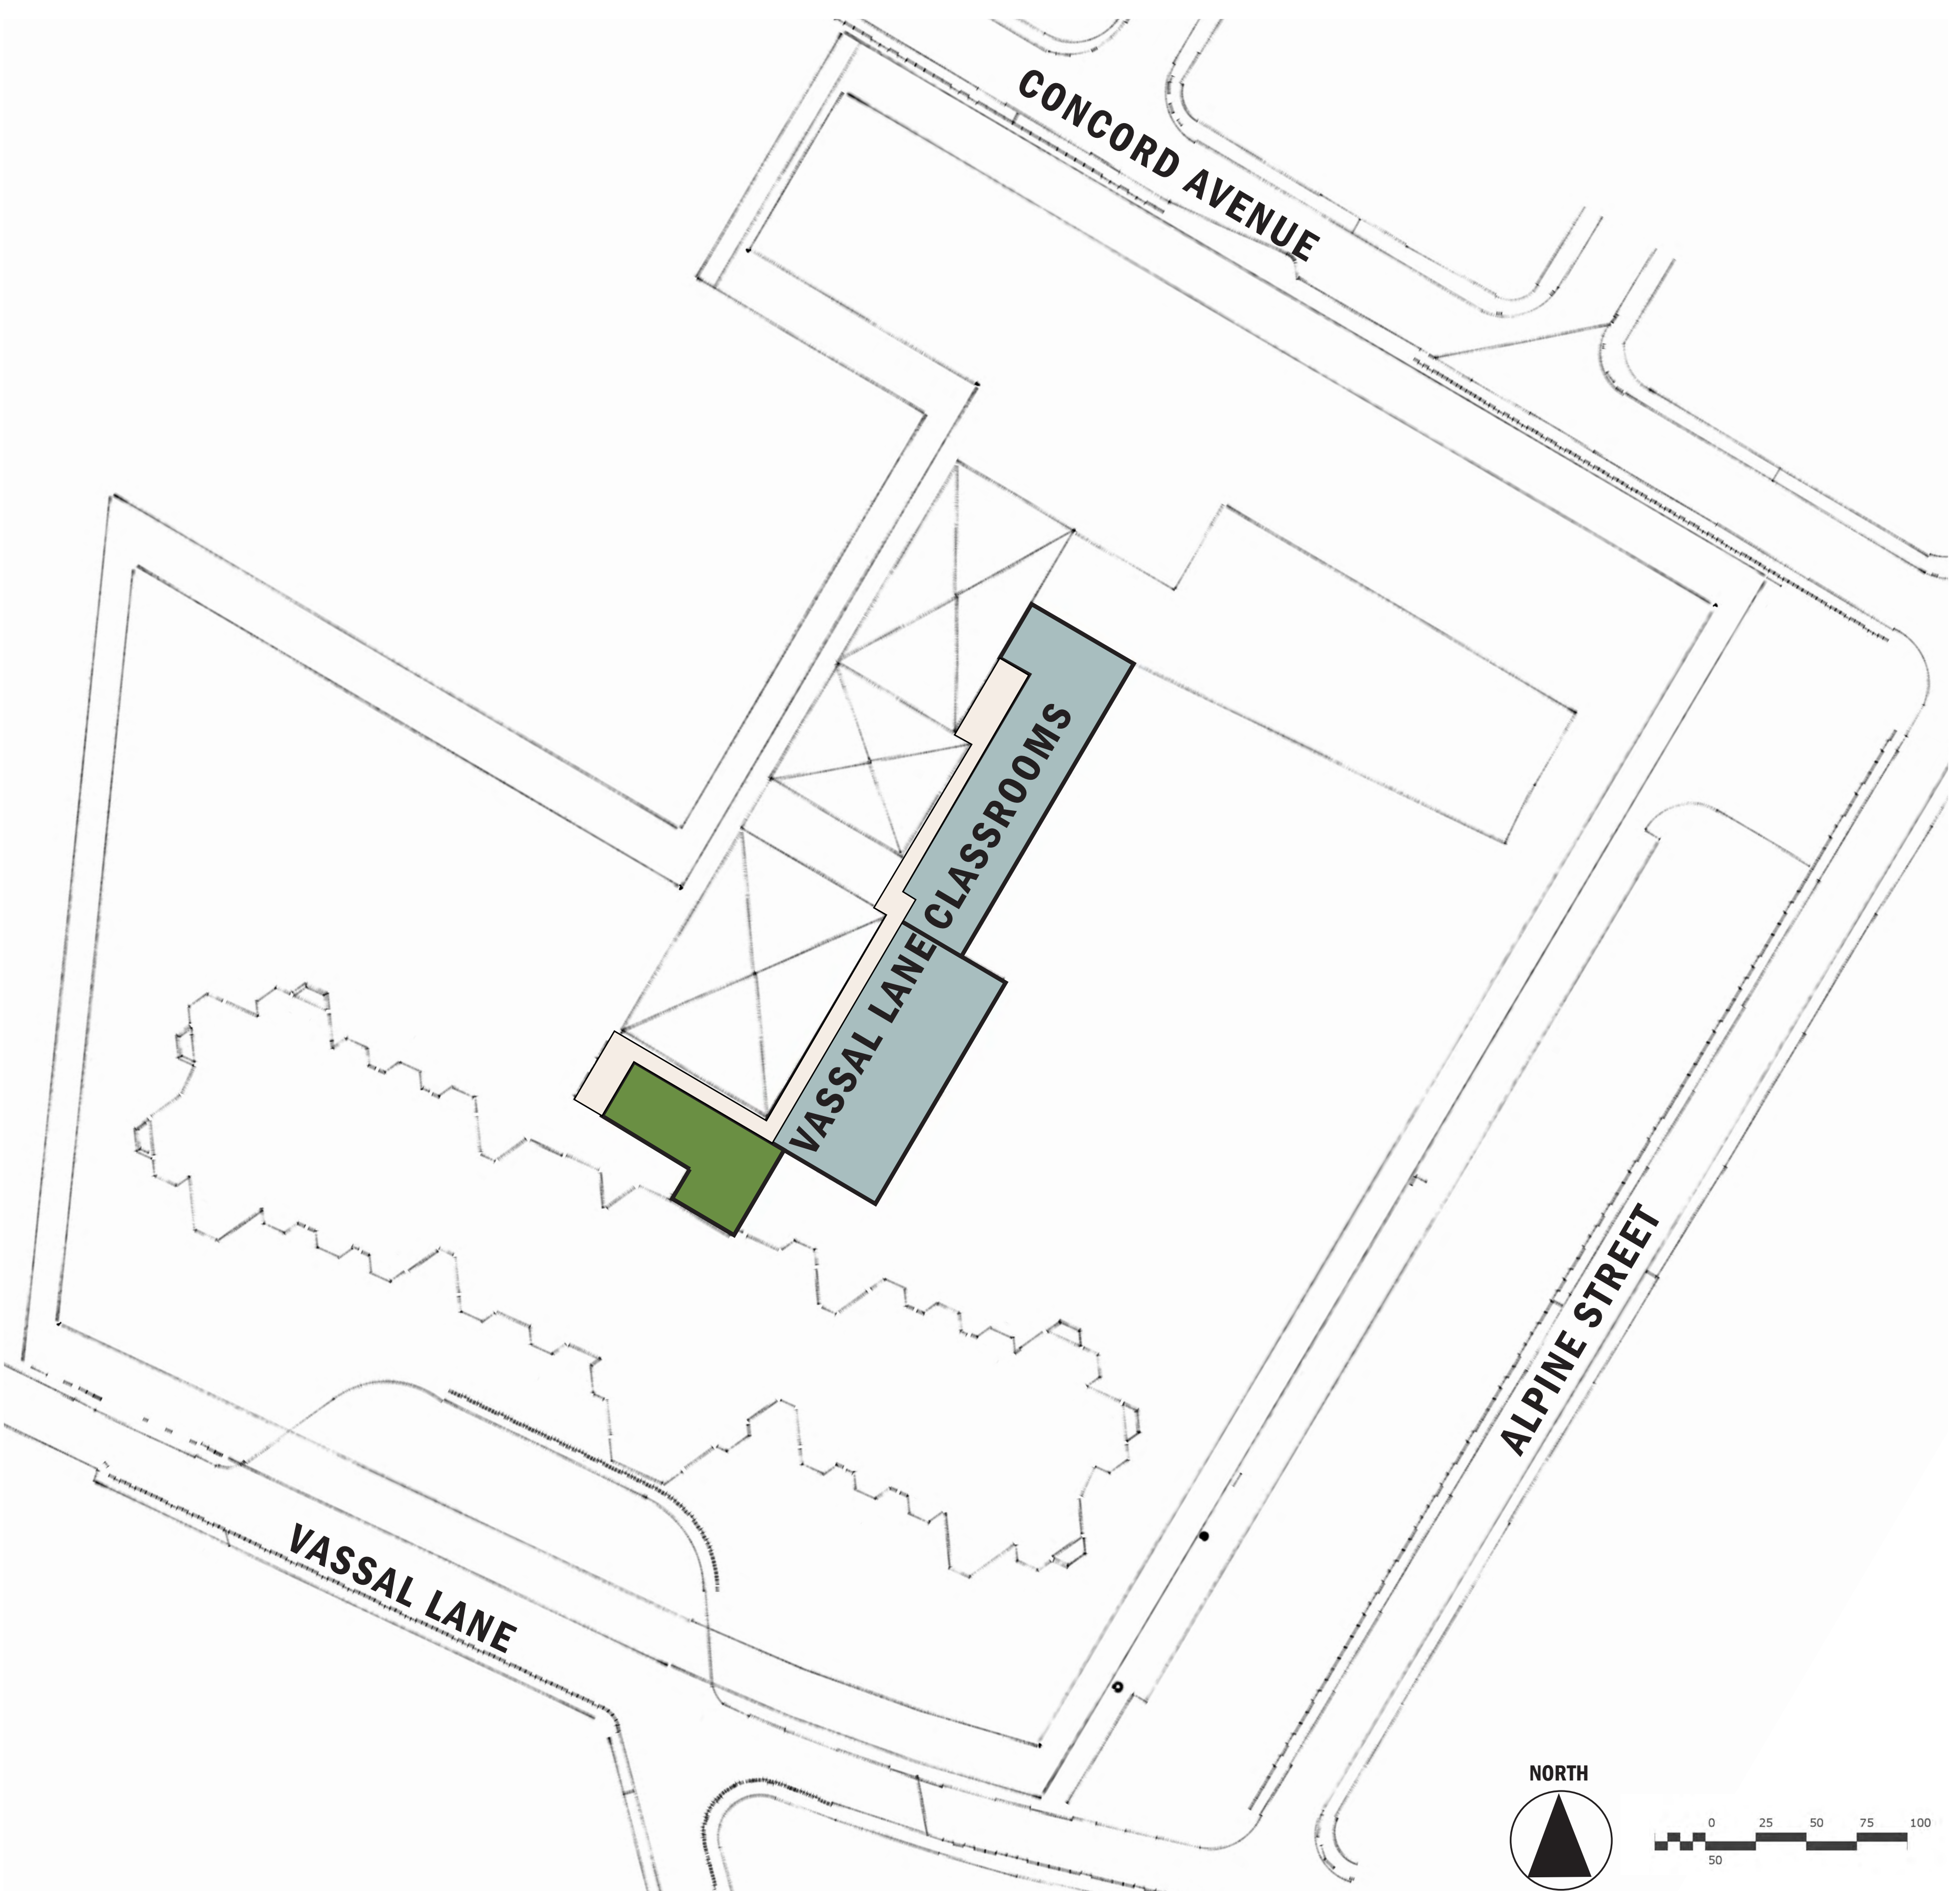 CONCORD AVENUE
VASSAL LANE CLASSROOMS
ALPINE STREET
VASSAL LANE
NORTH
0 25 50 75 100
50